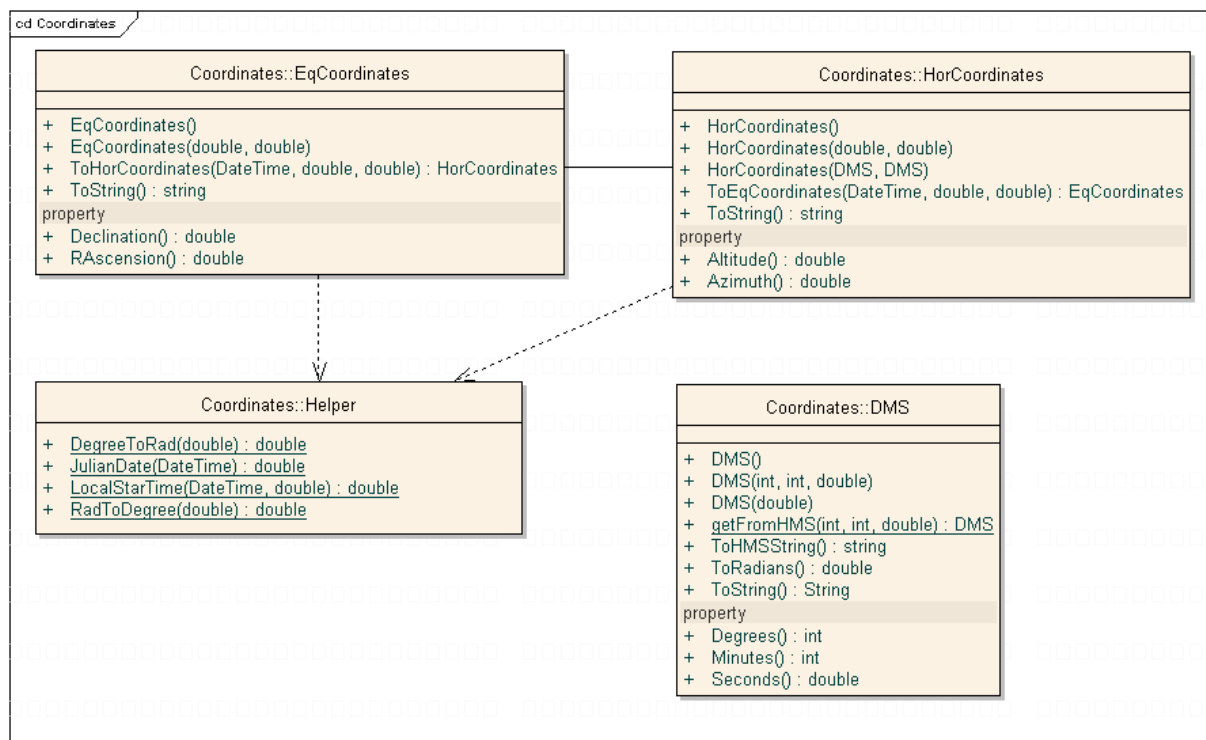 cd Coordinates
Coordinates::EqCoordinates
+ EqCoordinates()
+ EqCoordinates(double, double)
+ ToHorCoordinates(DateTime, double, double) : HorCoordinates
+ ToString() : string
property
+ Declination() : double
+ RAscension() : double
Coordinates::HorCoordinates
+ HorCoordinates()
+ HorCoordinates(double, double)
+ HorCoordinates(DMS, DMS)
+ ToEqCoordinates(DateTime, double, double) : EqCoordinates
+ ToString() : string
property
+ Altitude() : double
+ Azimuth() : double
Coordinates::Helper
+ DegreeToRad(double) : double
+ JulianDate(DateTime) : double
+ LocalStarTime(DateTime, double) : double
+ RadToDegree(double) : double
Coordinates::DMS
+ DMS()
+ DMS(int, int, double)
+ DMS(double)
+ getFromHMS(int, int, double) : DMS
+ ToHMSString() : string
+ ToRadians() : double
+ ToString() : String
property
+ Degrees() : int
+ Minutes() : int
+ Seconds() : double